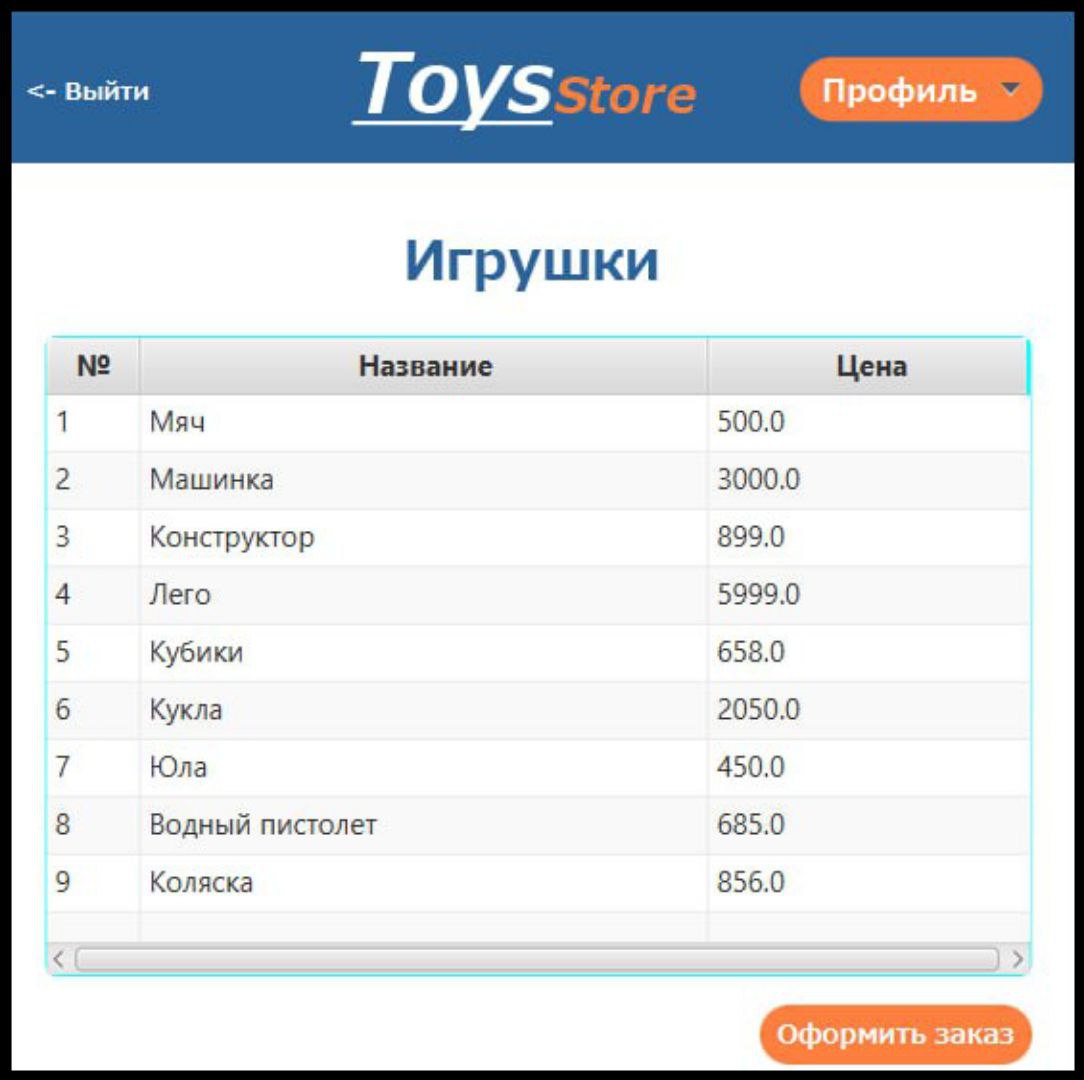 <- Выйти ToysStore Профиль
Игрушки
№ Название Цена
1 Мяч 500.0
2 Машинка 3000.0
3 Конструктор 899.0
4 Лего 5999.0
5 Кубики 658.0
6 Кукла 2050.0
7 Юла 450.0
8 Водный пистолет 685.0
9 Коляска 856.0
Оформить заказ